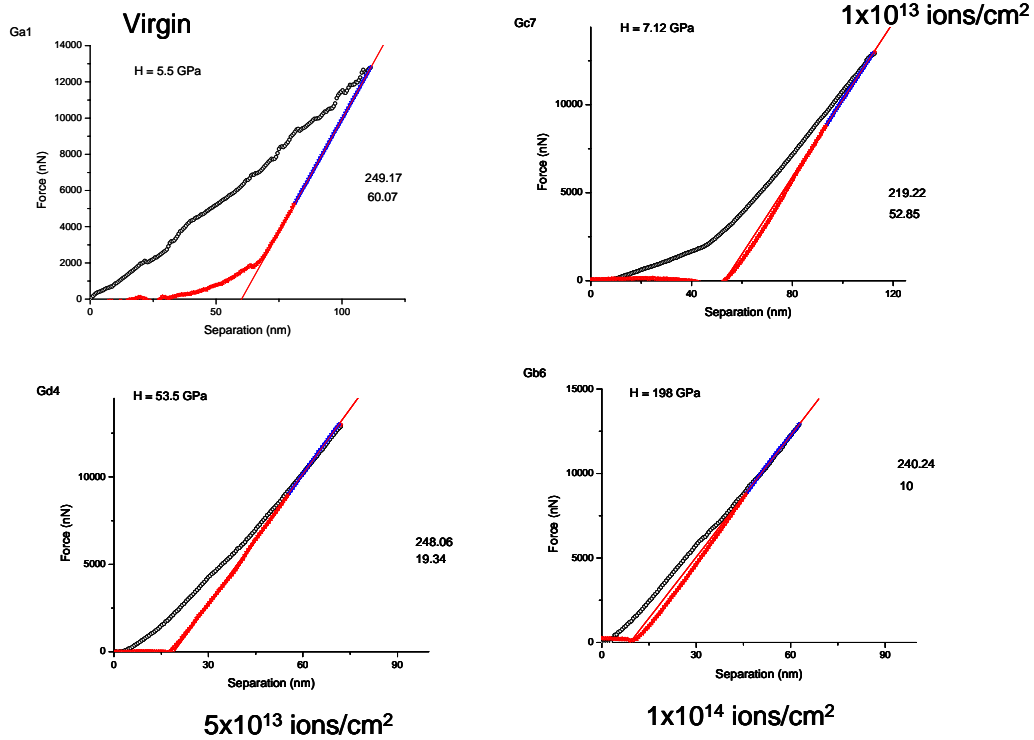 Ga1
Virgin
H = 5.5 GPa
14000
12000
10000
8000
6000
4000
2000
0
Force (nN)
249.17
60.07
0
50
100
Separation (nm)
Gc7
1x10¹³ ions/cm²
H = 7.12 GPa
10000
5000
0
Force (nN)
219.22
52.85
0
40
80
120
Separation (nm)
Gd4
H = 53.5 GPa
10000
5000
0
Force (nN)
248.06
19.34
0
30
60
90
Separation (nm)
5x10¹³ ions/cm²
Gb6
H = 198 GPa
15000
10000
5000
0
Force (nN)
240.24
10
0
30
60
90
Separation (nm)
1x10¹⁴ ions/cm²